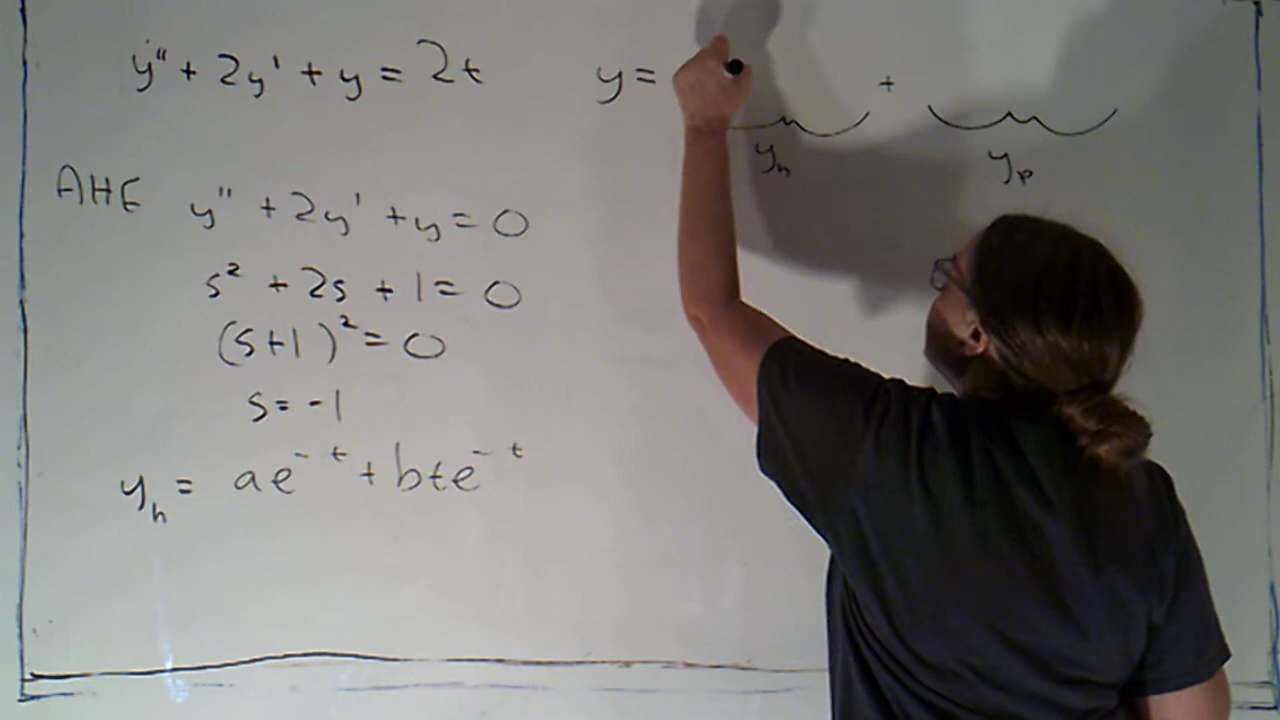 y" + 2y' + y = 2t
AHE y" + 2y' + y = 0
s² + 2s + 1 = 0
(s+1)² = 0
s = -1
y_h = ae^{-t} + bte^{-t}
y = +
y_h y_p